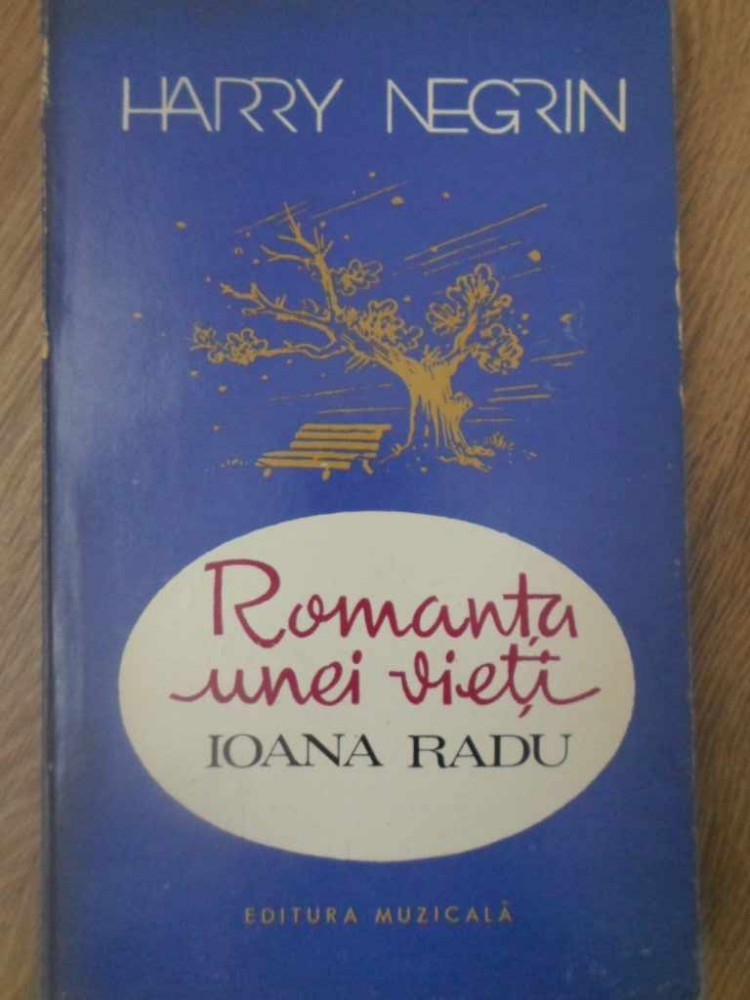 HARRY NEGRIN
Romanța
unei vieți
IOANA RADU
EDITURA MUZICALĂ